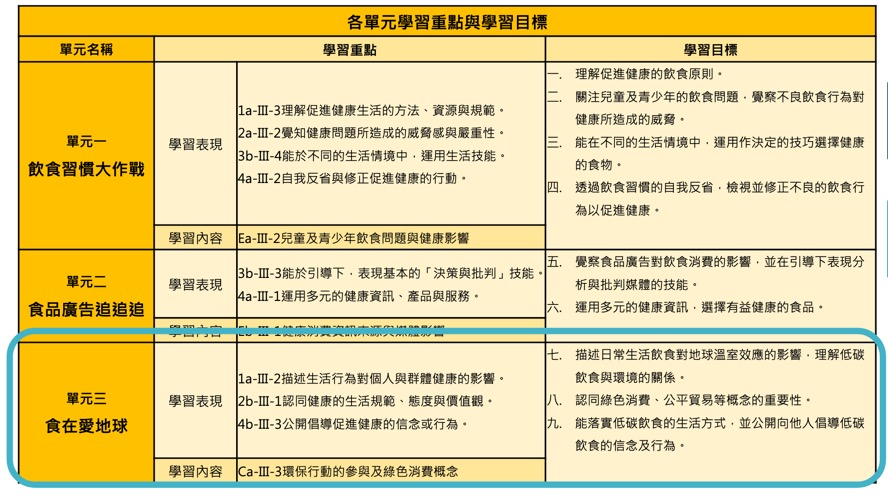 各單元學習重點與學習目標
單元名稱
學習重點
學習目標
單元一
飲食習慣大作戰
學習表現
1a-Ⅲ-3理解促進健康生活的方法、資源與規範。
2a-Ⅲ-2覺知健康問題所造成的威脅感與嚴重性。
3b-Ⅲ-4能於不同的生活情境中，運用生活技能。
4a-Ⅲ-2自我反省與修正促進健康的行動。
學習內容
Ea-Ⅲ-2兒童及青少年飲食問題與健康影響
一. 理解促進健康的飲食原則。
二. 關注兒童及青少年的飲食問題，覺察不良飲食行為對
健康所造成的威脅。
三. 能在不同的生活情境中，運用作決定的技巧選擇健康
的食物。
四. 透過飲食習慣的自我反省，檢視並修正不良的飲食行
為以促進健康。
單元二
食品廣告追追追
學習表現
3b-Ⅲ-3能於引導下，表現基本的「決策與批判」技能。
4a-Ⅲ-1運用多元的健康資訊、產品與服務。
學習內容
Eb-Ⅲ-1健康消費資訊來源與媒體影響
五. 覺察食品廣告對飲食消費的影響，並在引導下表現分
析與批判媒體的技能。
六. 運用多元的健康資訊，選擇有益健康的食品。
單元三
食在愛地球
學習表現
1a-Ⅲ-2描述生活行為對個人與群體健康的影響。
2b-Ⅲ-1認同健康的生活規範、態度與價值觀。
4b-Ⅲ-3公開倡導促進健康的信念或行為。
學習內容
Ca-Ⅲ-3環保行動的參與及綠色消費概念
七. 描述日常生活飲食對地球溫室效應的影響，理解低碳
飲食與環境的關係。
八. 認同綠色消費、公平貿易等概念的重要性。
九. 能落實低碳飲食的生活方式，並公開向他人倡導低碳
飲食的信念及行為。